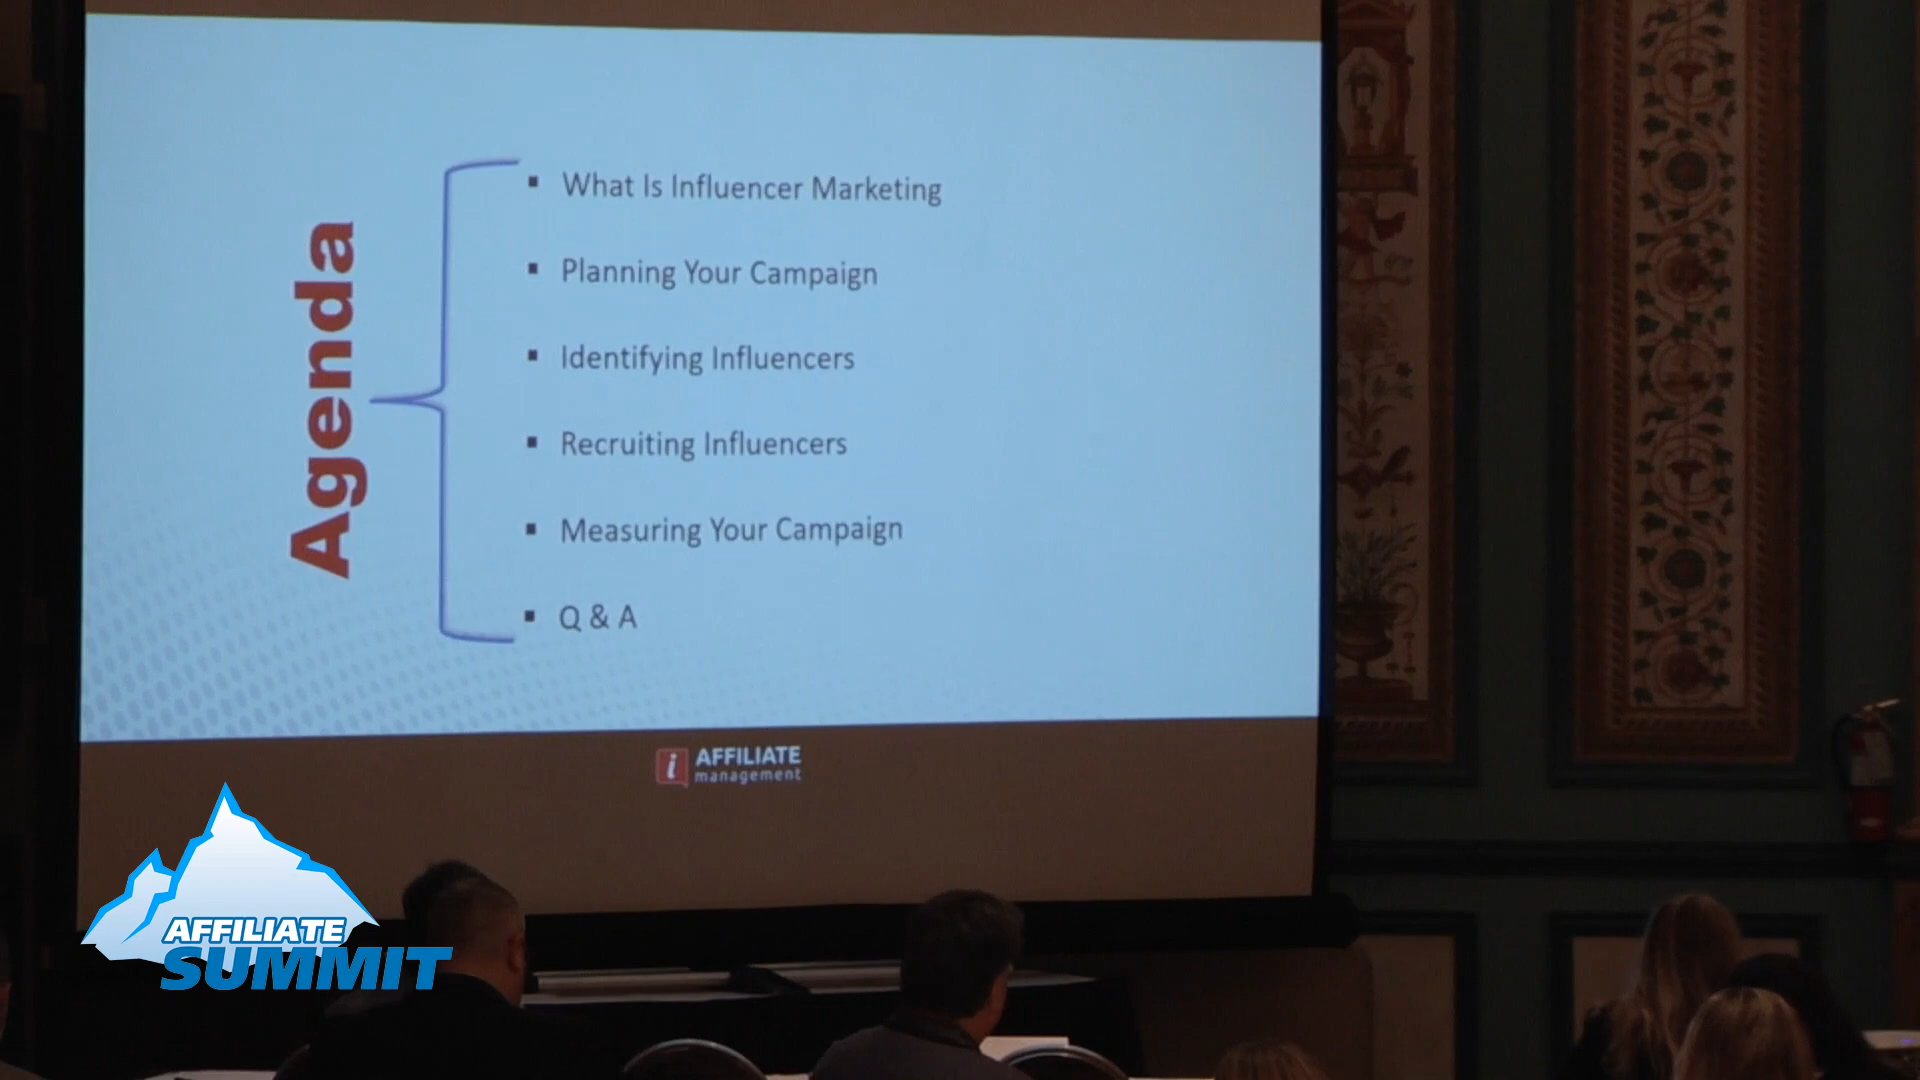 Agenda
What Is Influencer Marketing
Planning Your Campaign
Identifying Influencers
Recruiting Influencers
Measuring Your Campaign
Q & A
i AFFILIATE
management
AFFILIATE
SUMMIT